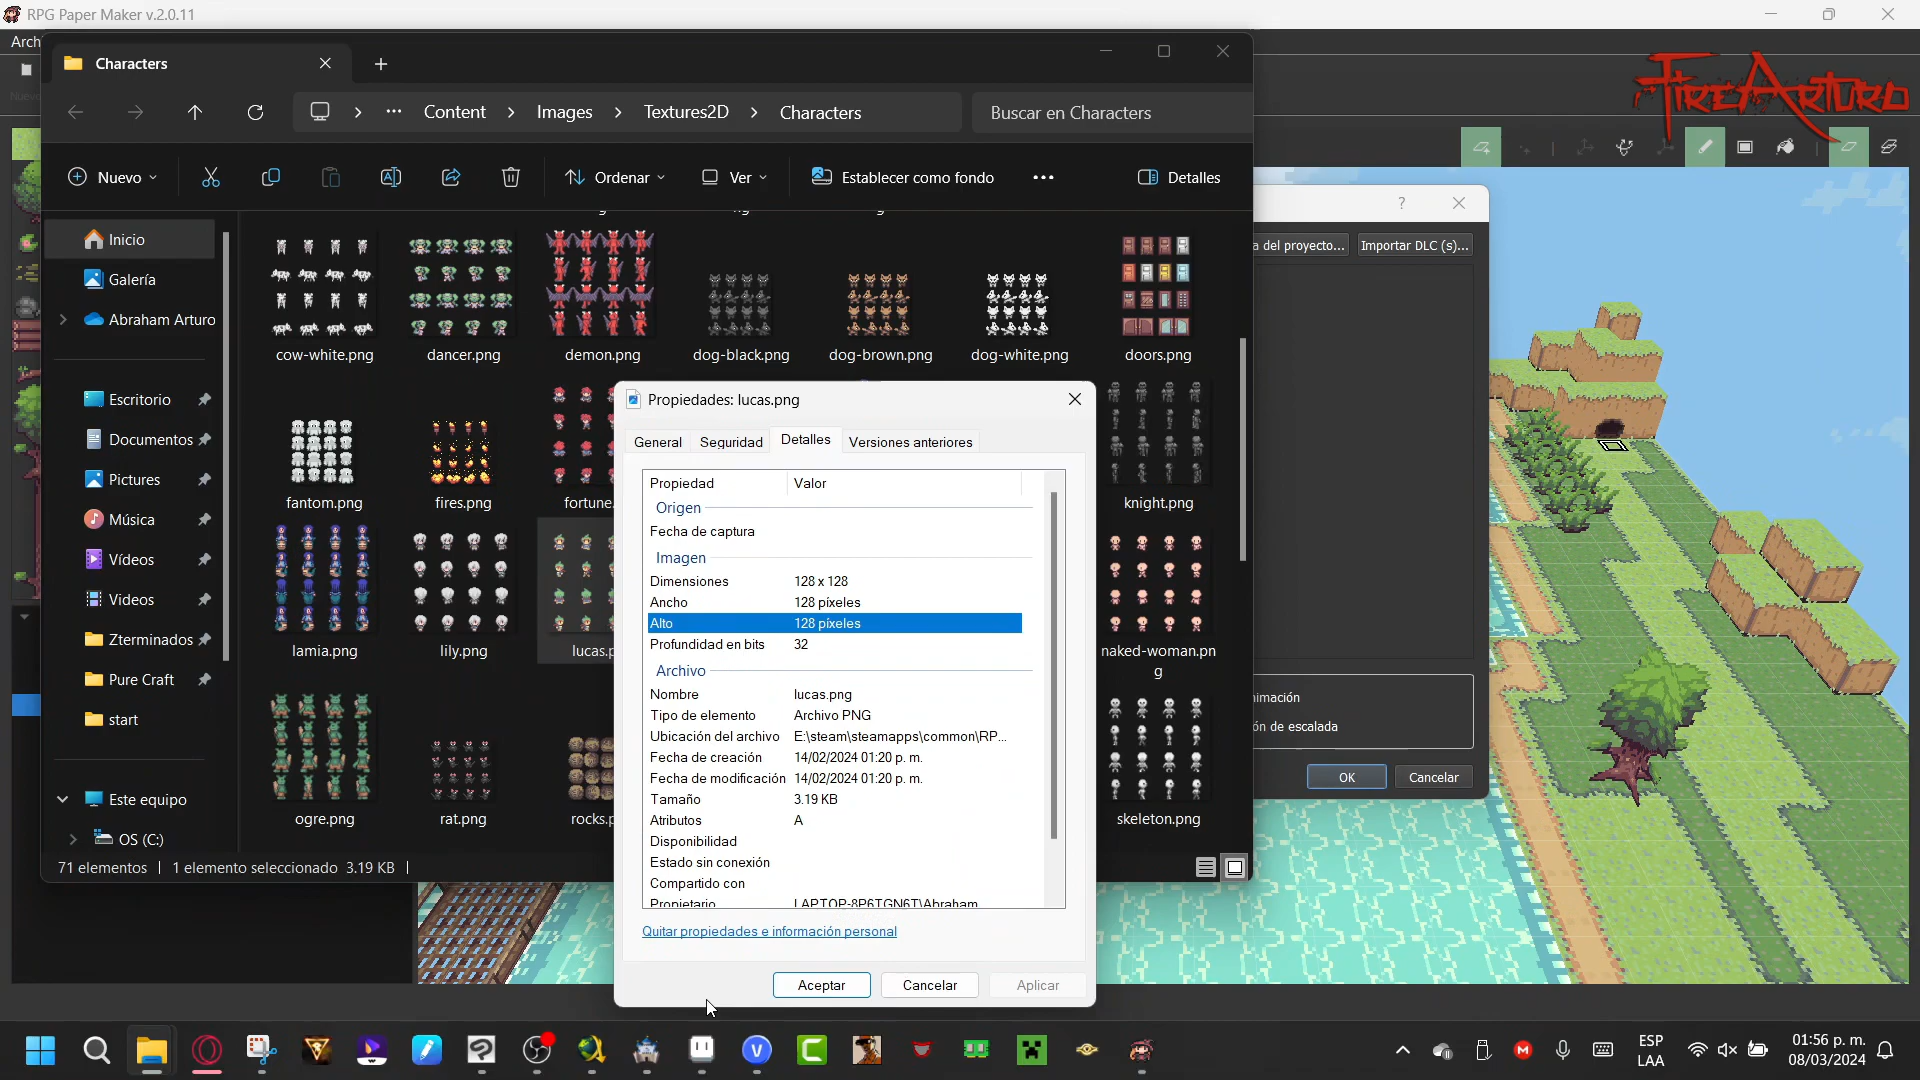 RPG Paper Maker v.2.0.11
FireArturo
Arch
Characters
Content
Images
Textures2D
Characters
Buscar en Characters
Nuevo
Ordenar
Ver
Establecer como fondo
Detalles
Inicio
Galería
Abraham Arturo
Escritorio
Documentos
Pictures
Música
Vídeos
Videos
Zterminados
Pure Craft
start
Este equipo
OS (C:)
cow-white.png
dancer.png
demon.png
dog-black.png
dog-brown.png
dog-white.png
doors.png
fantom.png
fires.png
fortune.
knight.png
lamia.png
lily.png
lucas.p
naked-woman.pn
g
ogre.png
rat.png
rocks.p
skeleton.png
71 elementos
1 elemento seleccionado 3.19 KB
Propiedades: lucas.png
General
Seguridad
Detalles
Versiones anteriores
Propiedad Valor
Origen
Fecha de captura
Imagen
Dimensiones 128 x 128
Ancho 128 píxeles
Alto 128 píxeles
Profundidad en bits 32
Archivo
Nombre lucas.png
Tipo de elemento Archivo PNG
Ubicación del archivo E:\steam\steamapps\common\RP...
Fecha de creación 14/02/2024 01:20 p. m.
Fecha de modificación 14/02/2024 01:20 p. m.
Tamaño 3.19 KB
Atributos A
Disponibilidad
Estado sin conexión
Compartido con
Propietario LAPTOP-8P6TGN6T\Abraham
Quitar propiedades e información personal
Aceptar
Cancelar
Aplicar
a del proyecto...
Importar DLC (s)...
imación
ón de escalada
OK
Cancelar
ESP
LAA
01:56 p. m.
08/03/2024